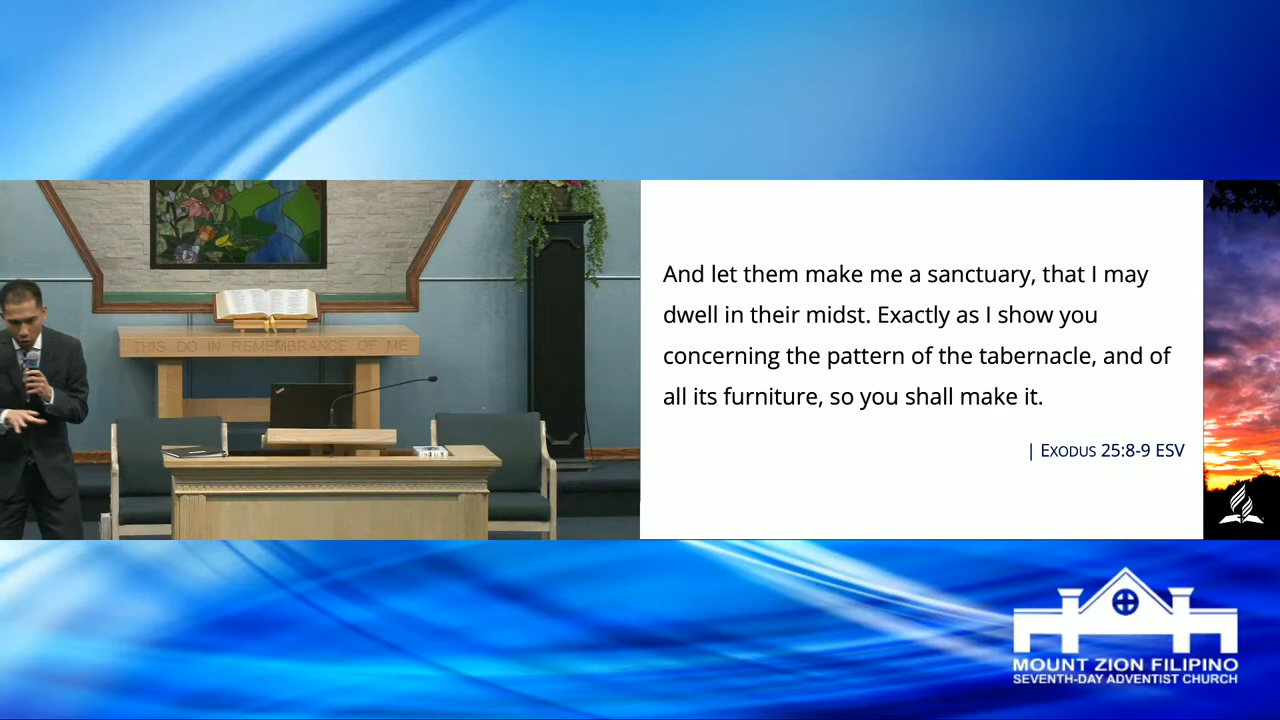 THIS DO IN REMEMBRANCE OF ME
And let them make me a sanctuary, that I may
dwell in their midst. Exactly as I show you
concerning the pattern of the tabernacle, and of
all its furniture, so you shall make it.
| EXODUS 25:8-9 ESV
MOUNT ZION FILIPINO
SEVENTH-DAY ADVENTIST CHURCH